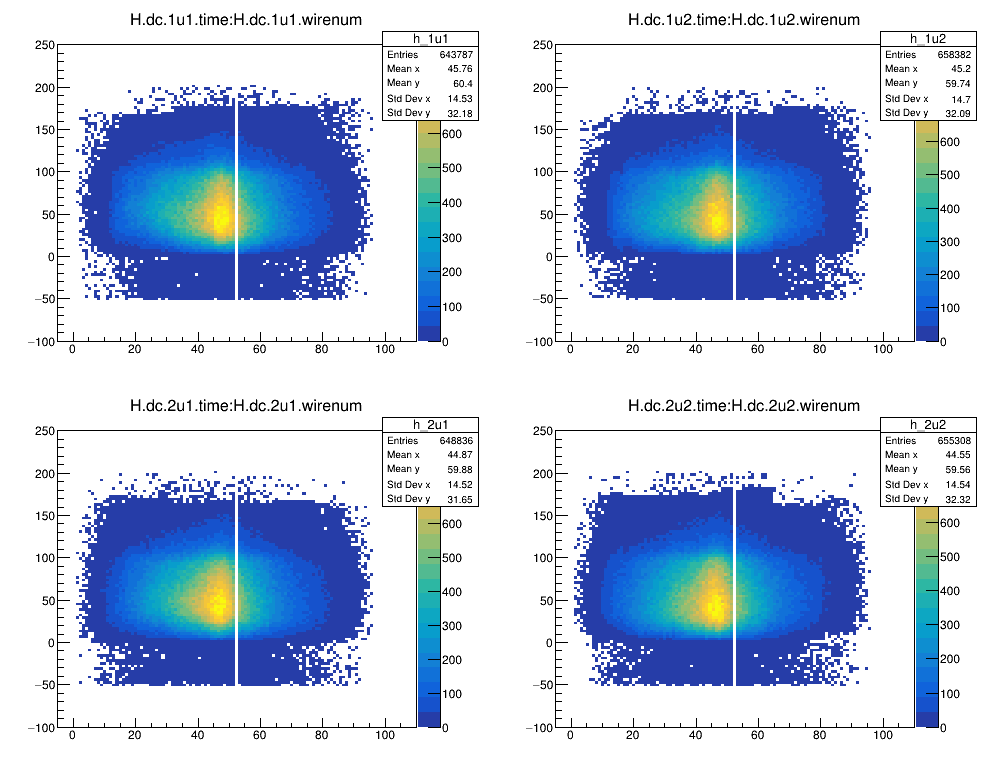 H.dc.1u1.time:H.dc.1u1.wirenum
h_1u1
Entries 643787
Mean x 45.76
Mean y 60.4
Std Dev x 14.53
Std Dev y 32.18
250
200
150
100
50
0
−50
−100
0 20 40 60 80 100
600
500
400
300
200
100
0
H.dc.1u2.time:H.dc.1u2.wirenum
h_1u2
Entries 658382
Mean x 45.2
Mean y 59.74
Std Dev x 14.7
Std Dev y 32.09
250
200
150
100
50
0
−50
−100
0 20 40 60 80 100
600
500
400
300
200
100
0
H.dc.2u1.time:H.dc.2u1.wirenum
h_2u1
Entries 648836
Mean x 44.87
Mean y 59.88
Std Dev x 14.52
Std Dev y 31.65
250
200
150
100
50
0
−50
−100
0 20 40 60 80 100
600
500
400
300
200
100
0
H.dc.2u2.time:H.dc.2u2.wirenum
h_2u2
Entries 655308
Mean x 44.55
Mean y 59.56
Std Dev x 14.54
Std Dev y 32.32
250
200
150
100
50
0
−50
−100
0 20 40 60 80 100
600
500
400
300
200
100
0